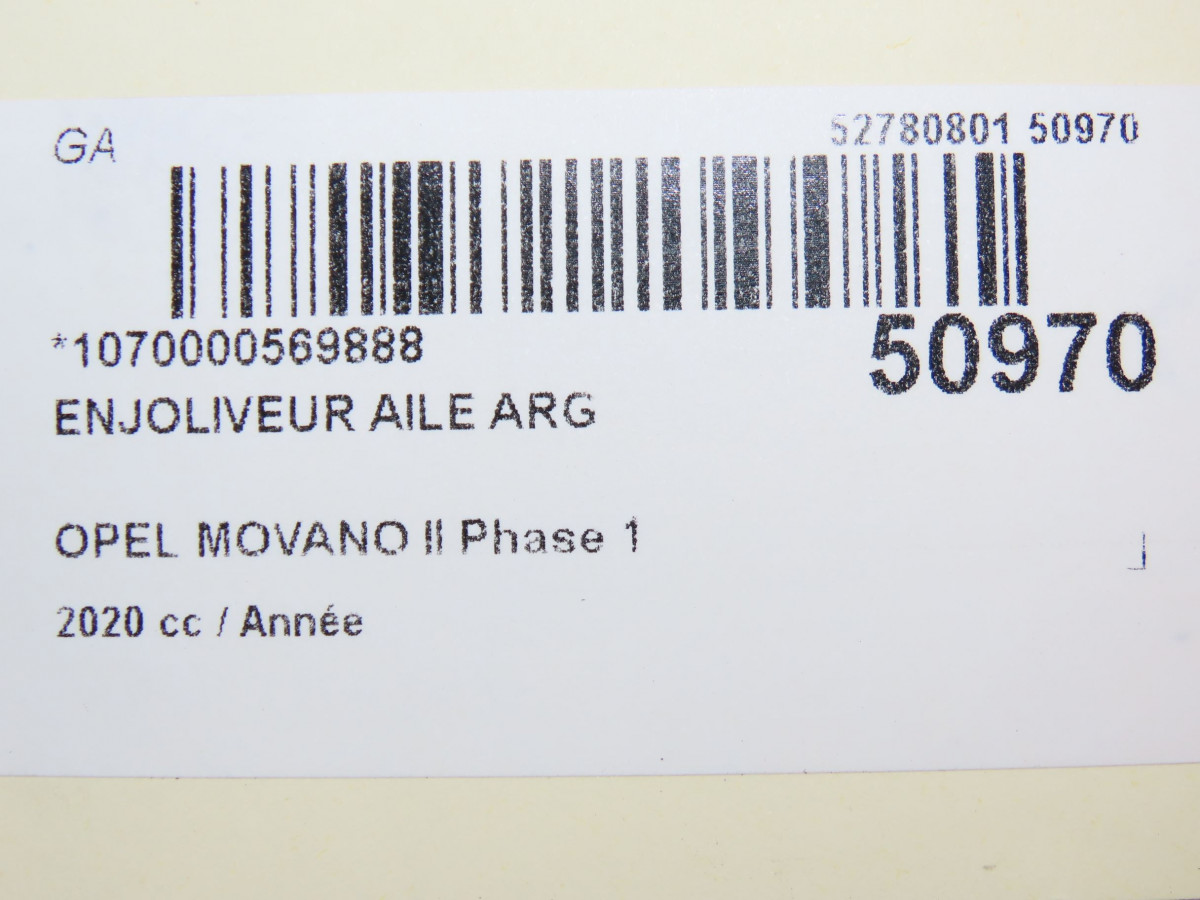 GA
52780801 50970
*1070000569888
50970
ENJOLIVEUR AILE ARG
OPEL MOVANO II Phase 1
2020 cc / Année